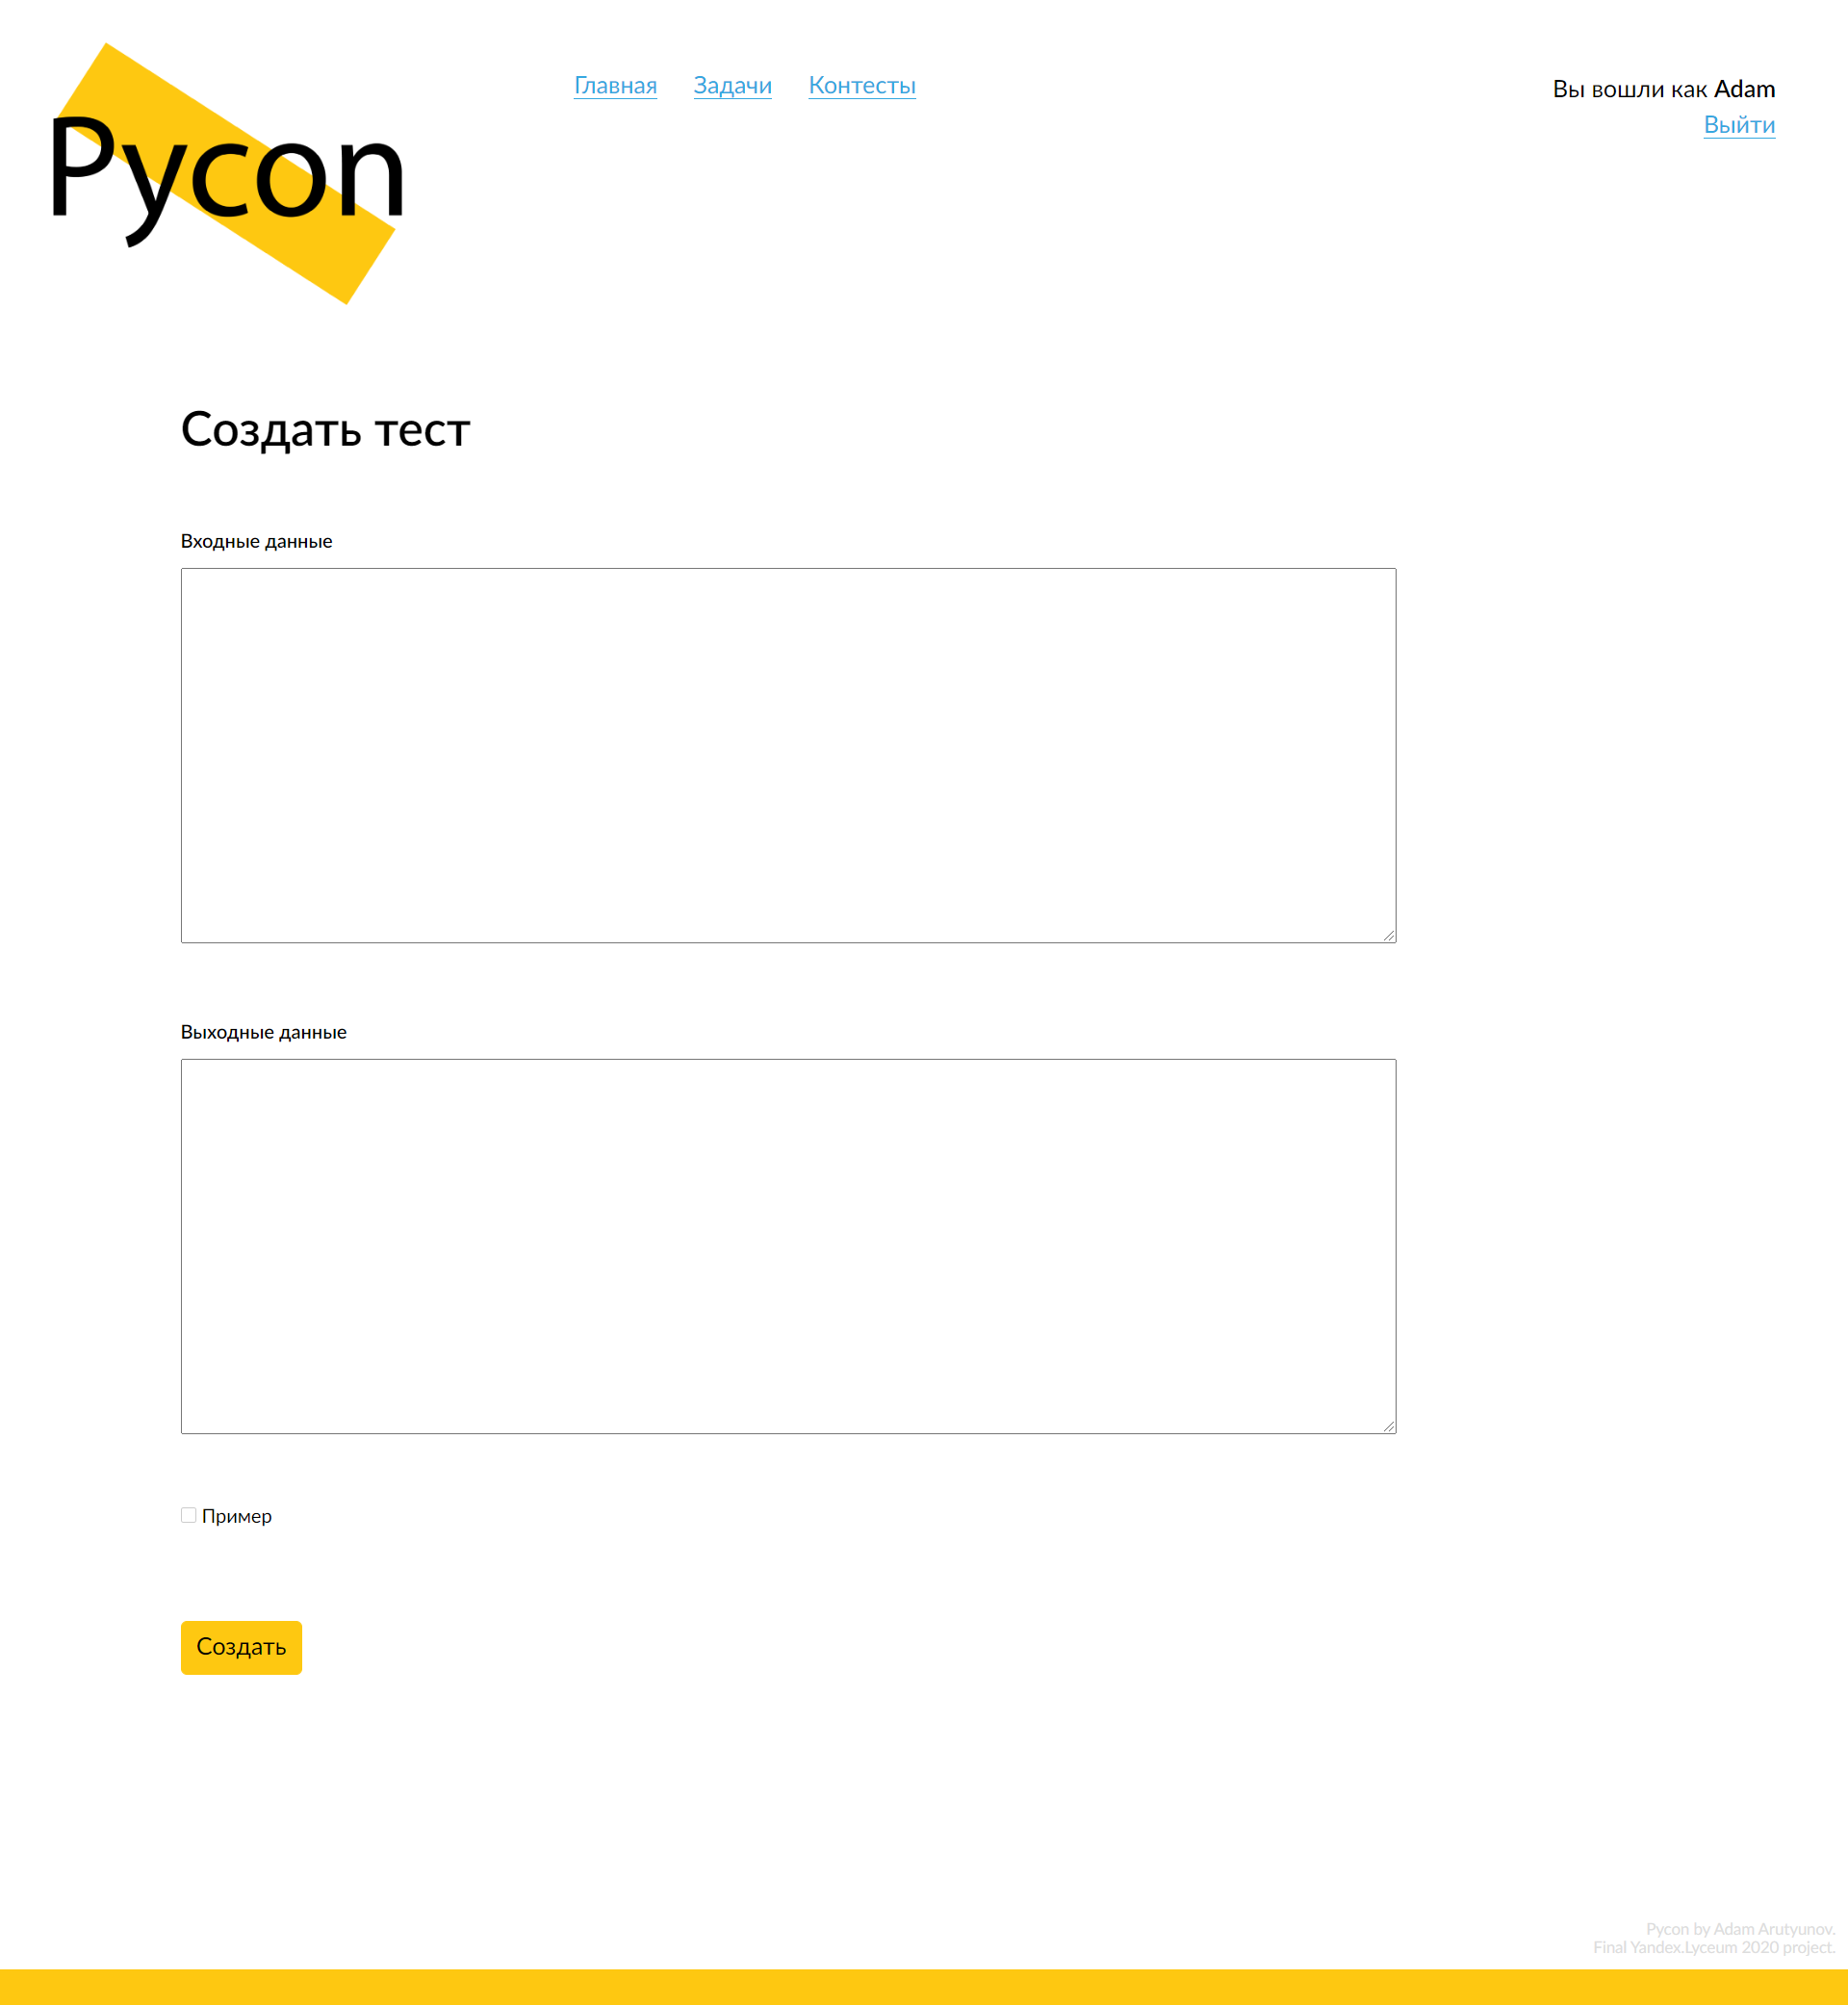 Pycon
Главная Задачи Контесты
Вы вошли как Adam
Выйти
Создать тест
Входные данные
Выходные данные
Пример
Создать
Pycon by Adam Arutyunov.
Final Yandex.Lyceum 2020 project.